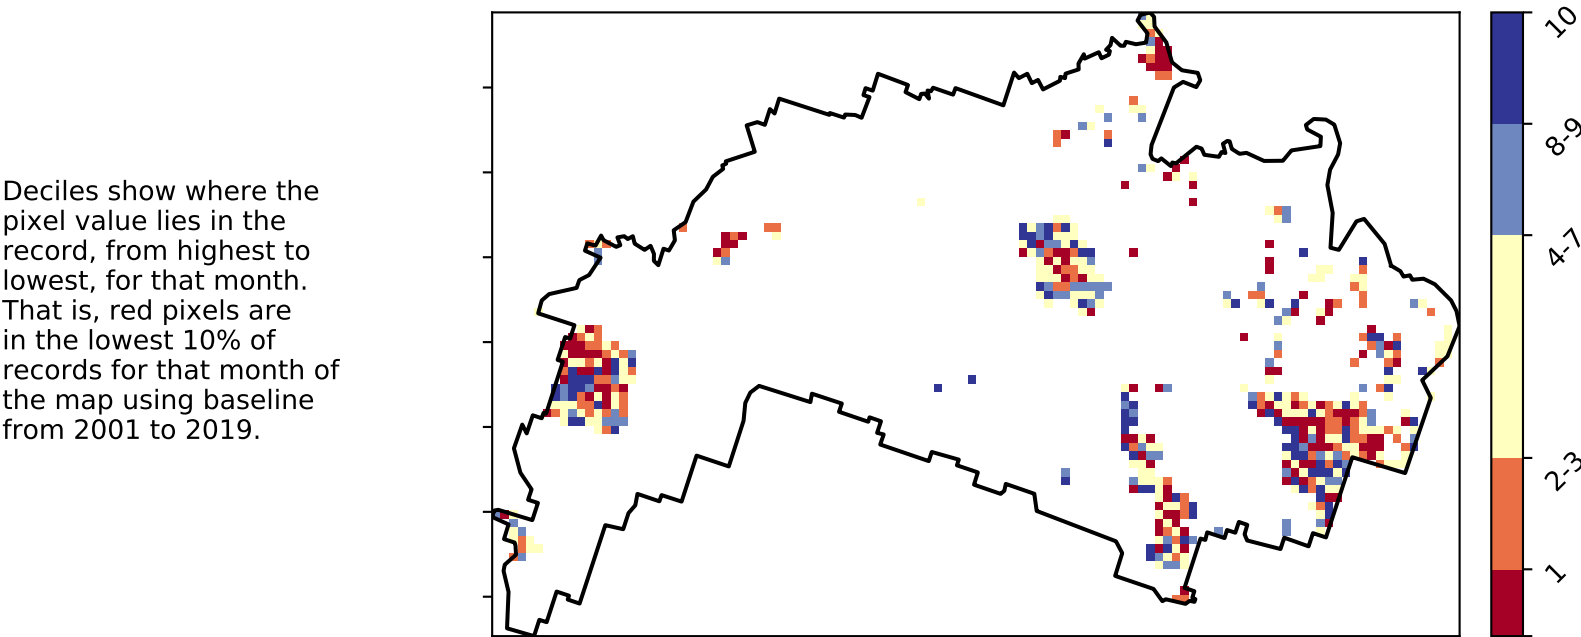 Deciles show where the
pixel value lies in the
record, from highest to
lowest, for that month.
That is, red pixels are
in the lowest 10% of
records for that month of
the map using baseline
from 2001 to 2019.
10
8-9
4-7
2-3
1